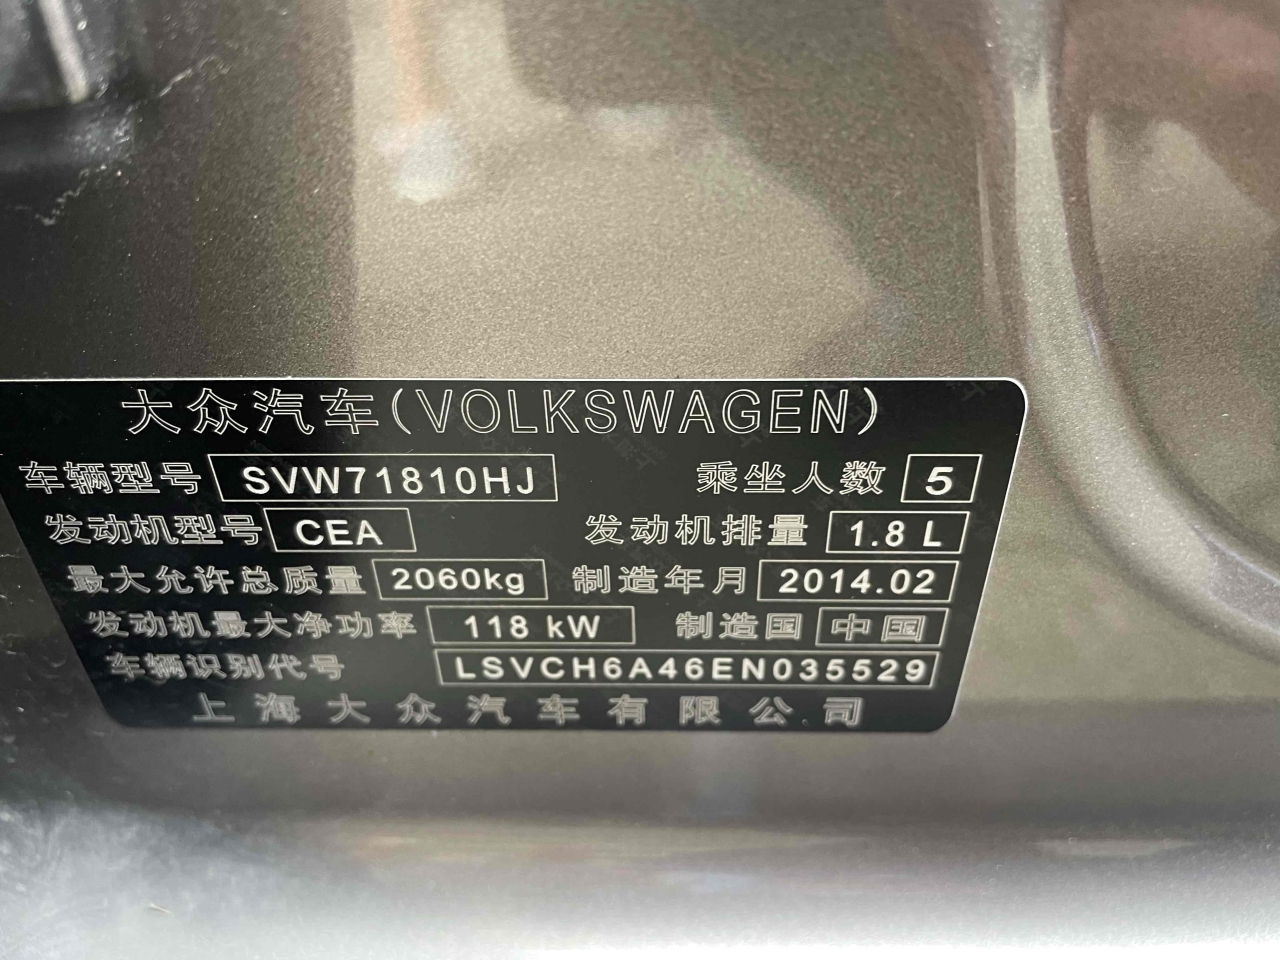 大众汽车(VOLKSWAGEN)
车辆型号 SVW71810HJ 乘坐人数 5
发动机型号 CEA 发动机排量 1.8 L
最大允许总质量 2060kg 制造年月 2014.02
发动机最大净功率 118 kW 制造国 中国
车辆识别代号 LSVCH6A46EN035529
上海大众汽车有限公司